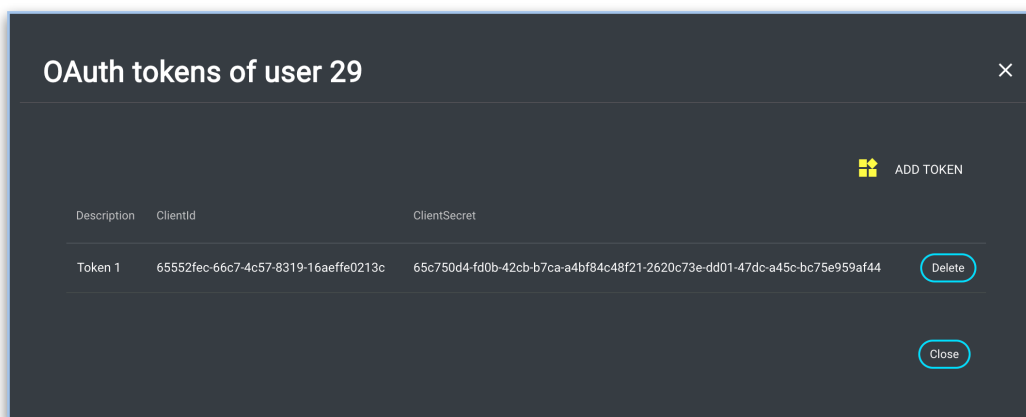 OAuth tokens of user 29
ADD TOKEN
Description ClientId ClientSecret
Token 1 65552fec-66c7-4c57-8319-16aeffe0213c 65c750d4-fd0b-42cb-b7ca-a4bf84c48f21-2620c73e-dd01-47dc-a45c-bc75e959af44 Delete
Close